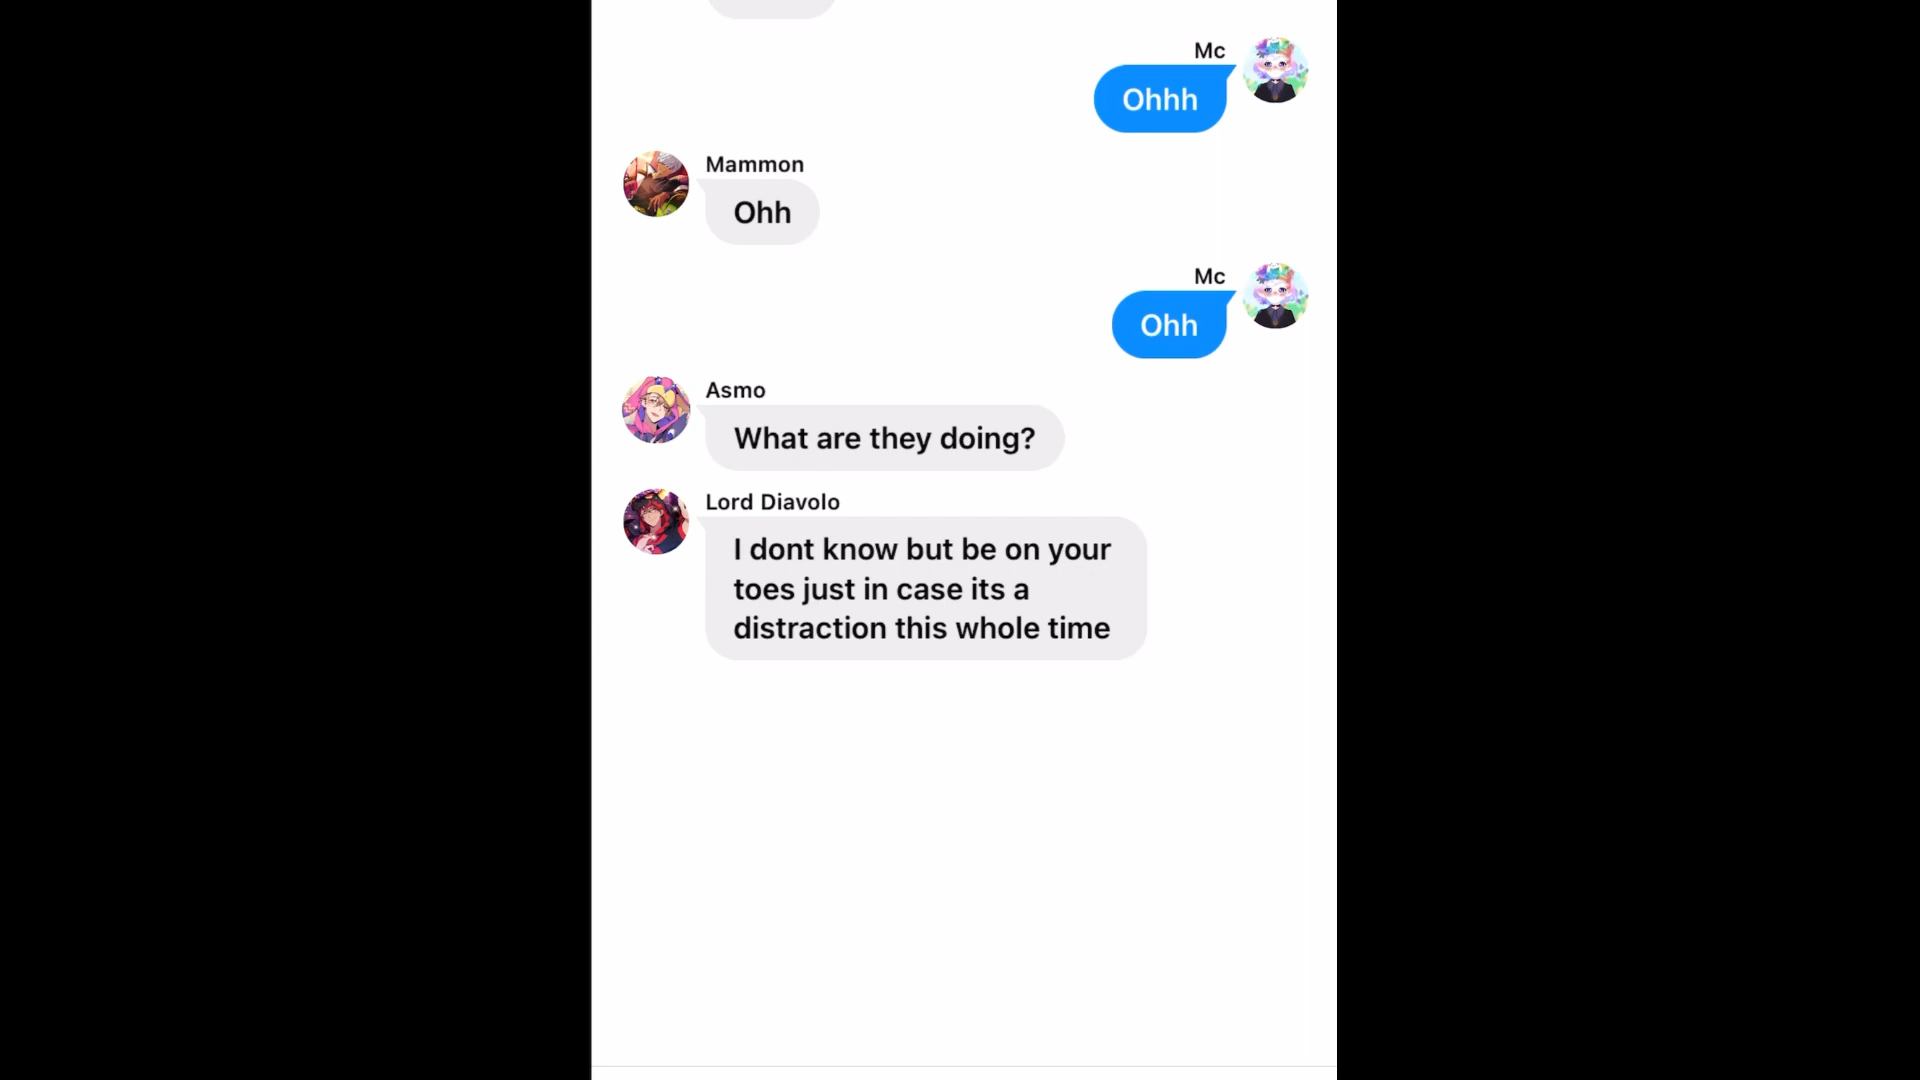 Mc
Ohhh
Mammon
Ohh
Mc
Ohh
Asmo
What are they doing?
Lord Diavolo
I dont know but be on your
toes just in case its a
distraction this whole time